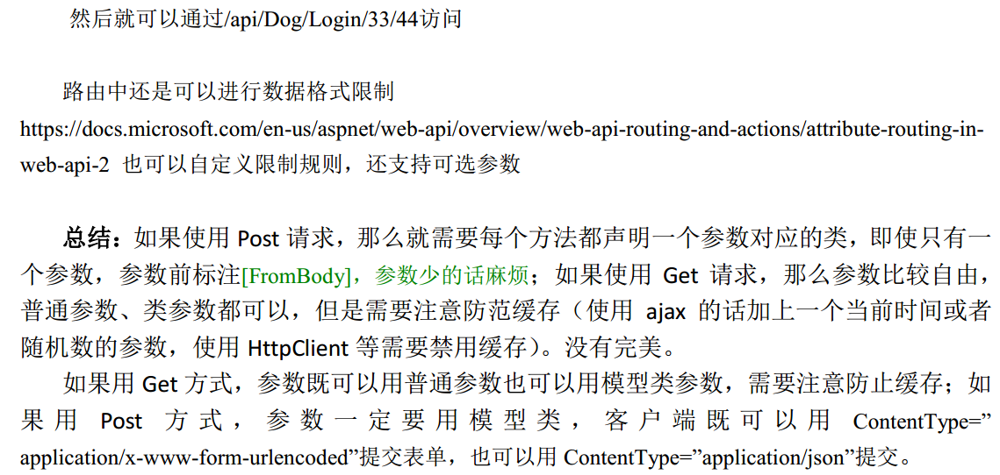 然后就可以通过/api/Dog/Login/33/44访问
路由中还是可以进行数据格式限制
https://docs.microsoft.com/en-us/aspnet/web-api/overview/web-api-routing-and-actions/attribute-routing-in-
web-api-2 也可以自定义限制规则，还支持可选参数
总结：如果使用 Post 请求，那么就需要每个方法都声明一个参数对应的类，即使只有一
个参数，参数前标注[FromBody]，参数少的话麻烦；如果使用 Get 请求，那么参数比较自由，
普通参数、类参数都可以，但是需要注意防范缓存（使用 ajax 的话加上一个当前时间或者
随机数的参数，使用 HttpClient 等需要禁用缓存）。没有完美。
如果用 Get 方式，参数既可以用普通参数也可以用模型类参数，需要注意防止缓存；如
果用 Post 方式，参数一定要用模型类，客户端既可以用 ContentType=”
application/x-www-form-urlencoded”提交表单，也可以用 ContentType=”application/json”提交。